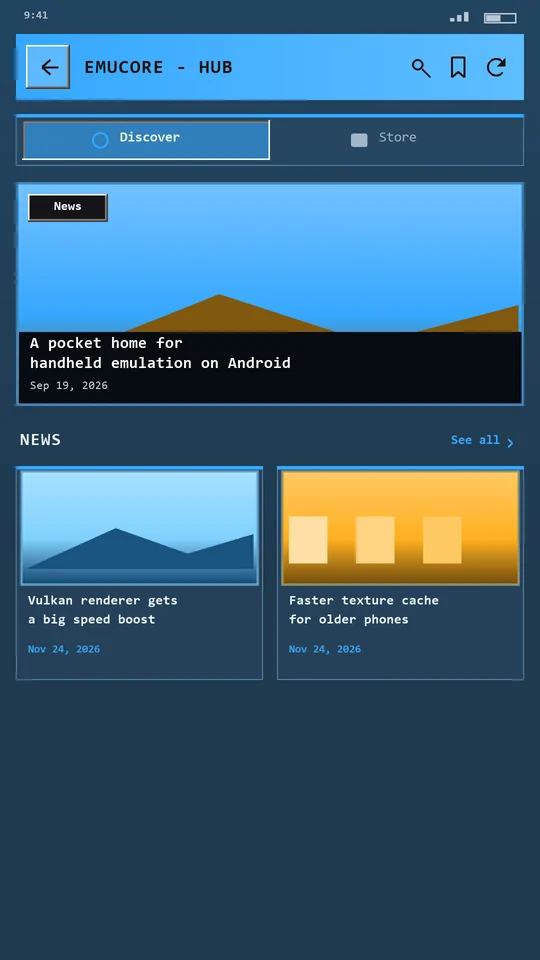 9:41
EMUCORE - HUB
Discover
Store
News
A pocket home for
handheld emulation on Android
Sep 19, 2026
NEWS
See all
Vulkan renderer gets
a big speed boost
Nov 24, 2026
Faster texture cache
for older phones
Nov 24, 2026